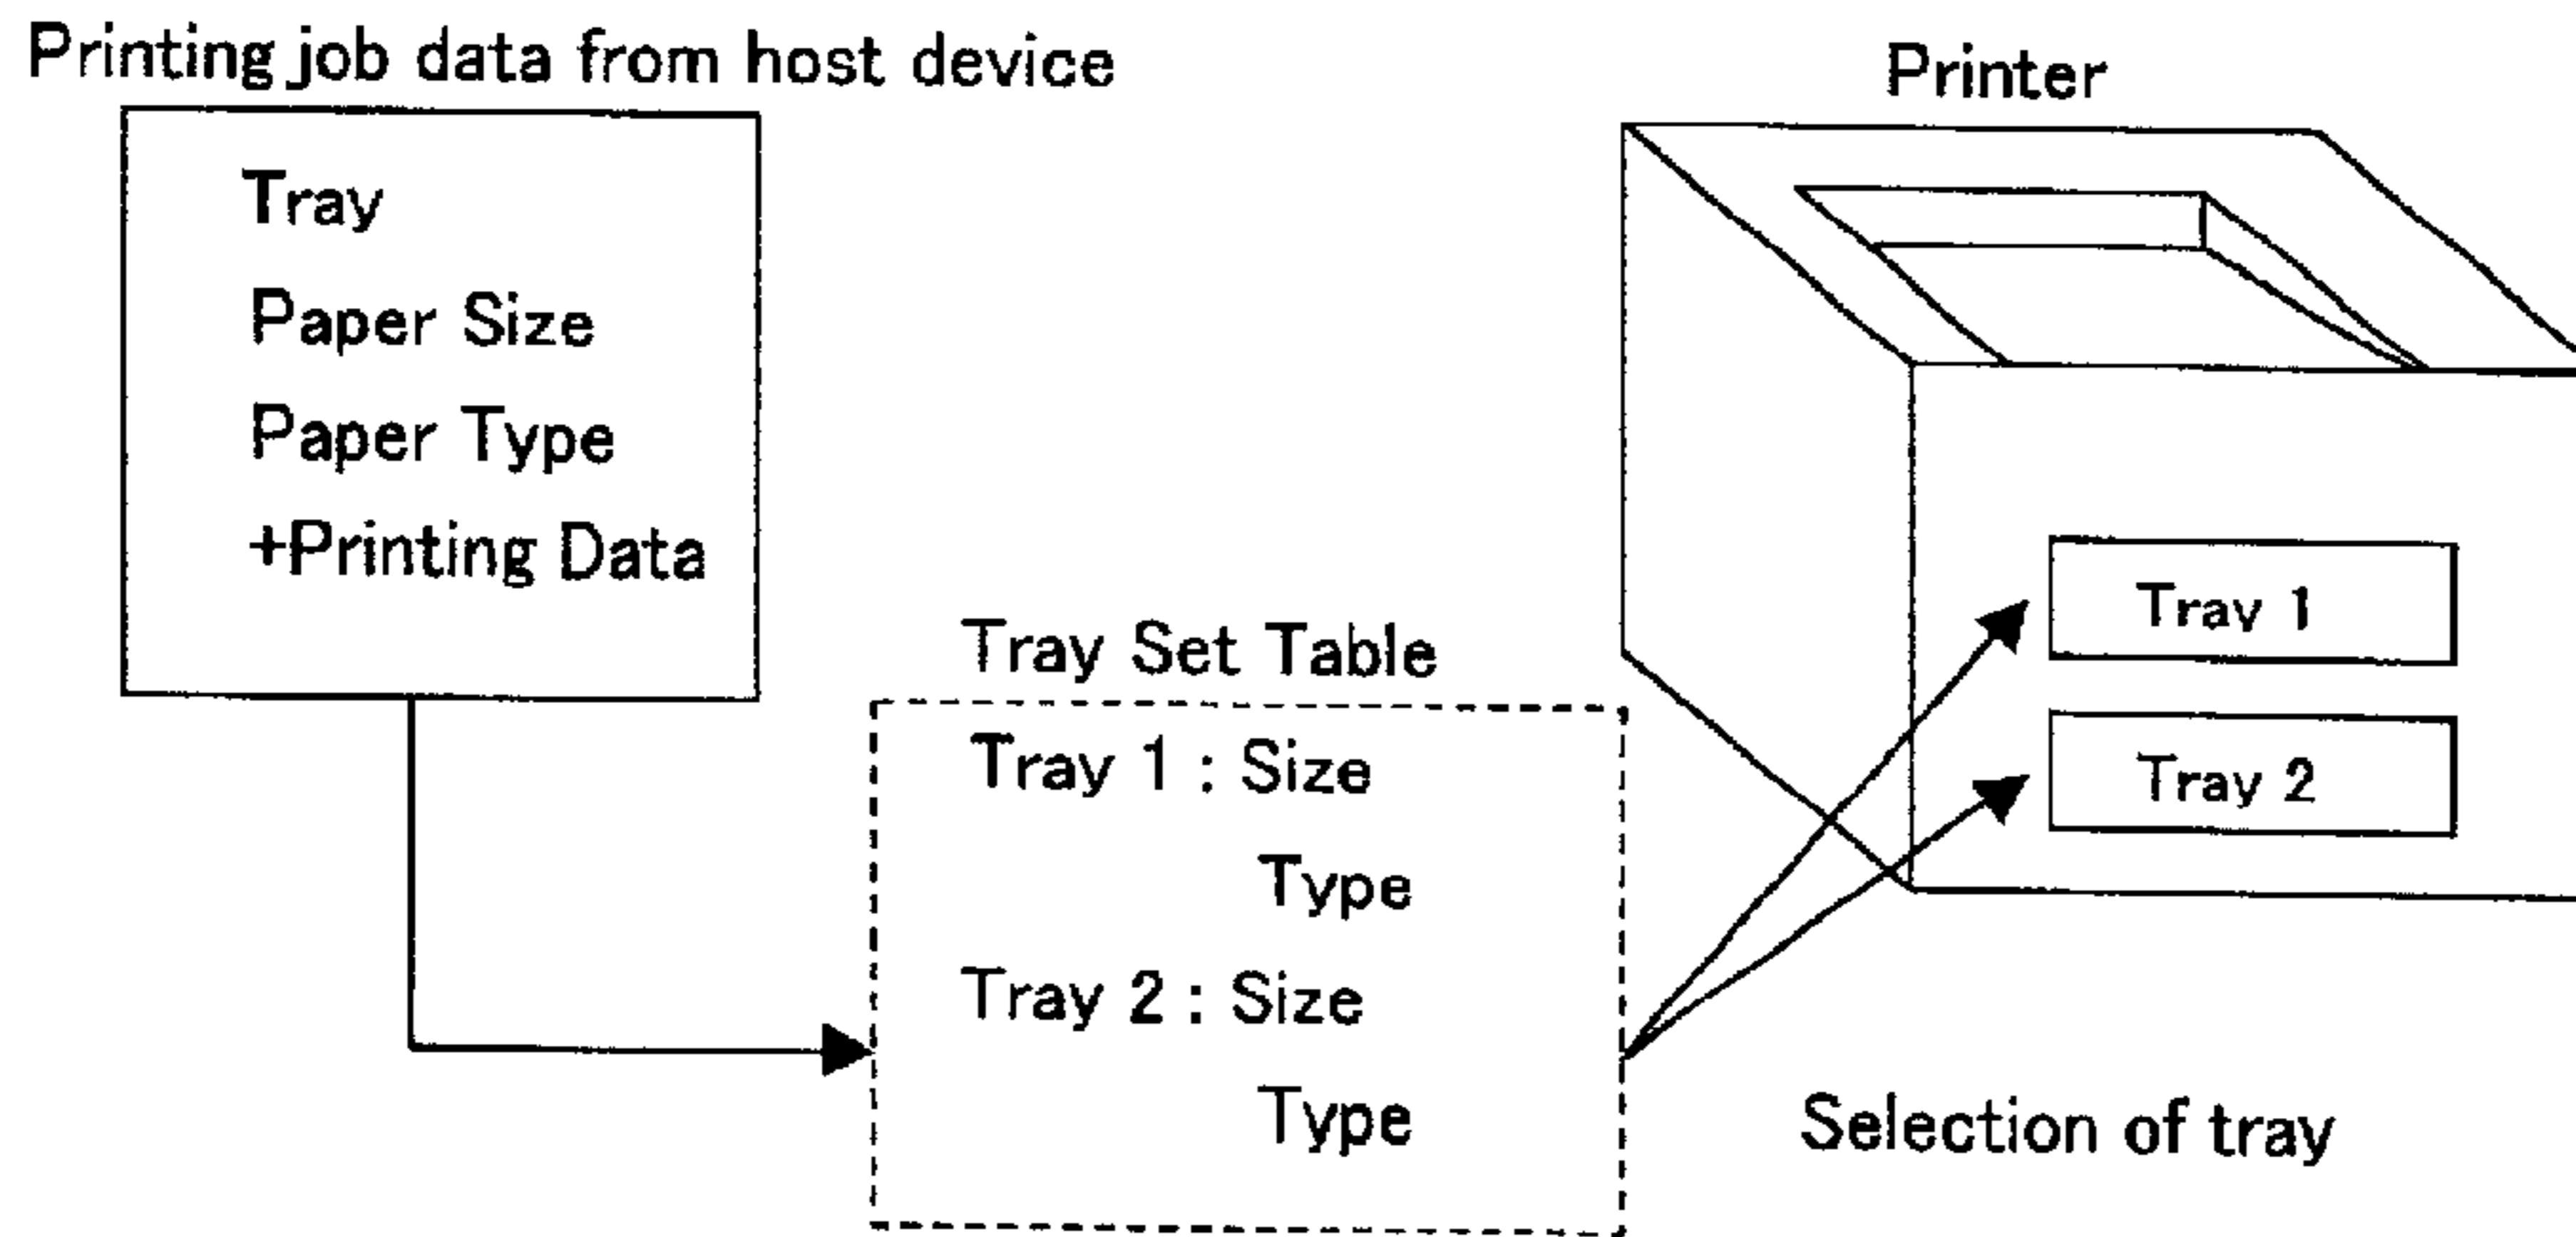 Printing job data from host device
Tray
Paper Size
Paper Type
+Printing Data
Tray Set Table
Tray 1 : Size
Type
Tray 2 : Size
Type
Printer
Tray 1
Tray 2
Selection of tray